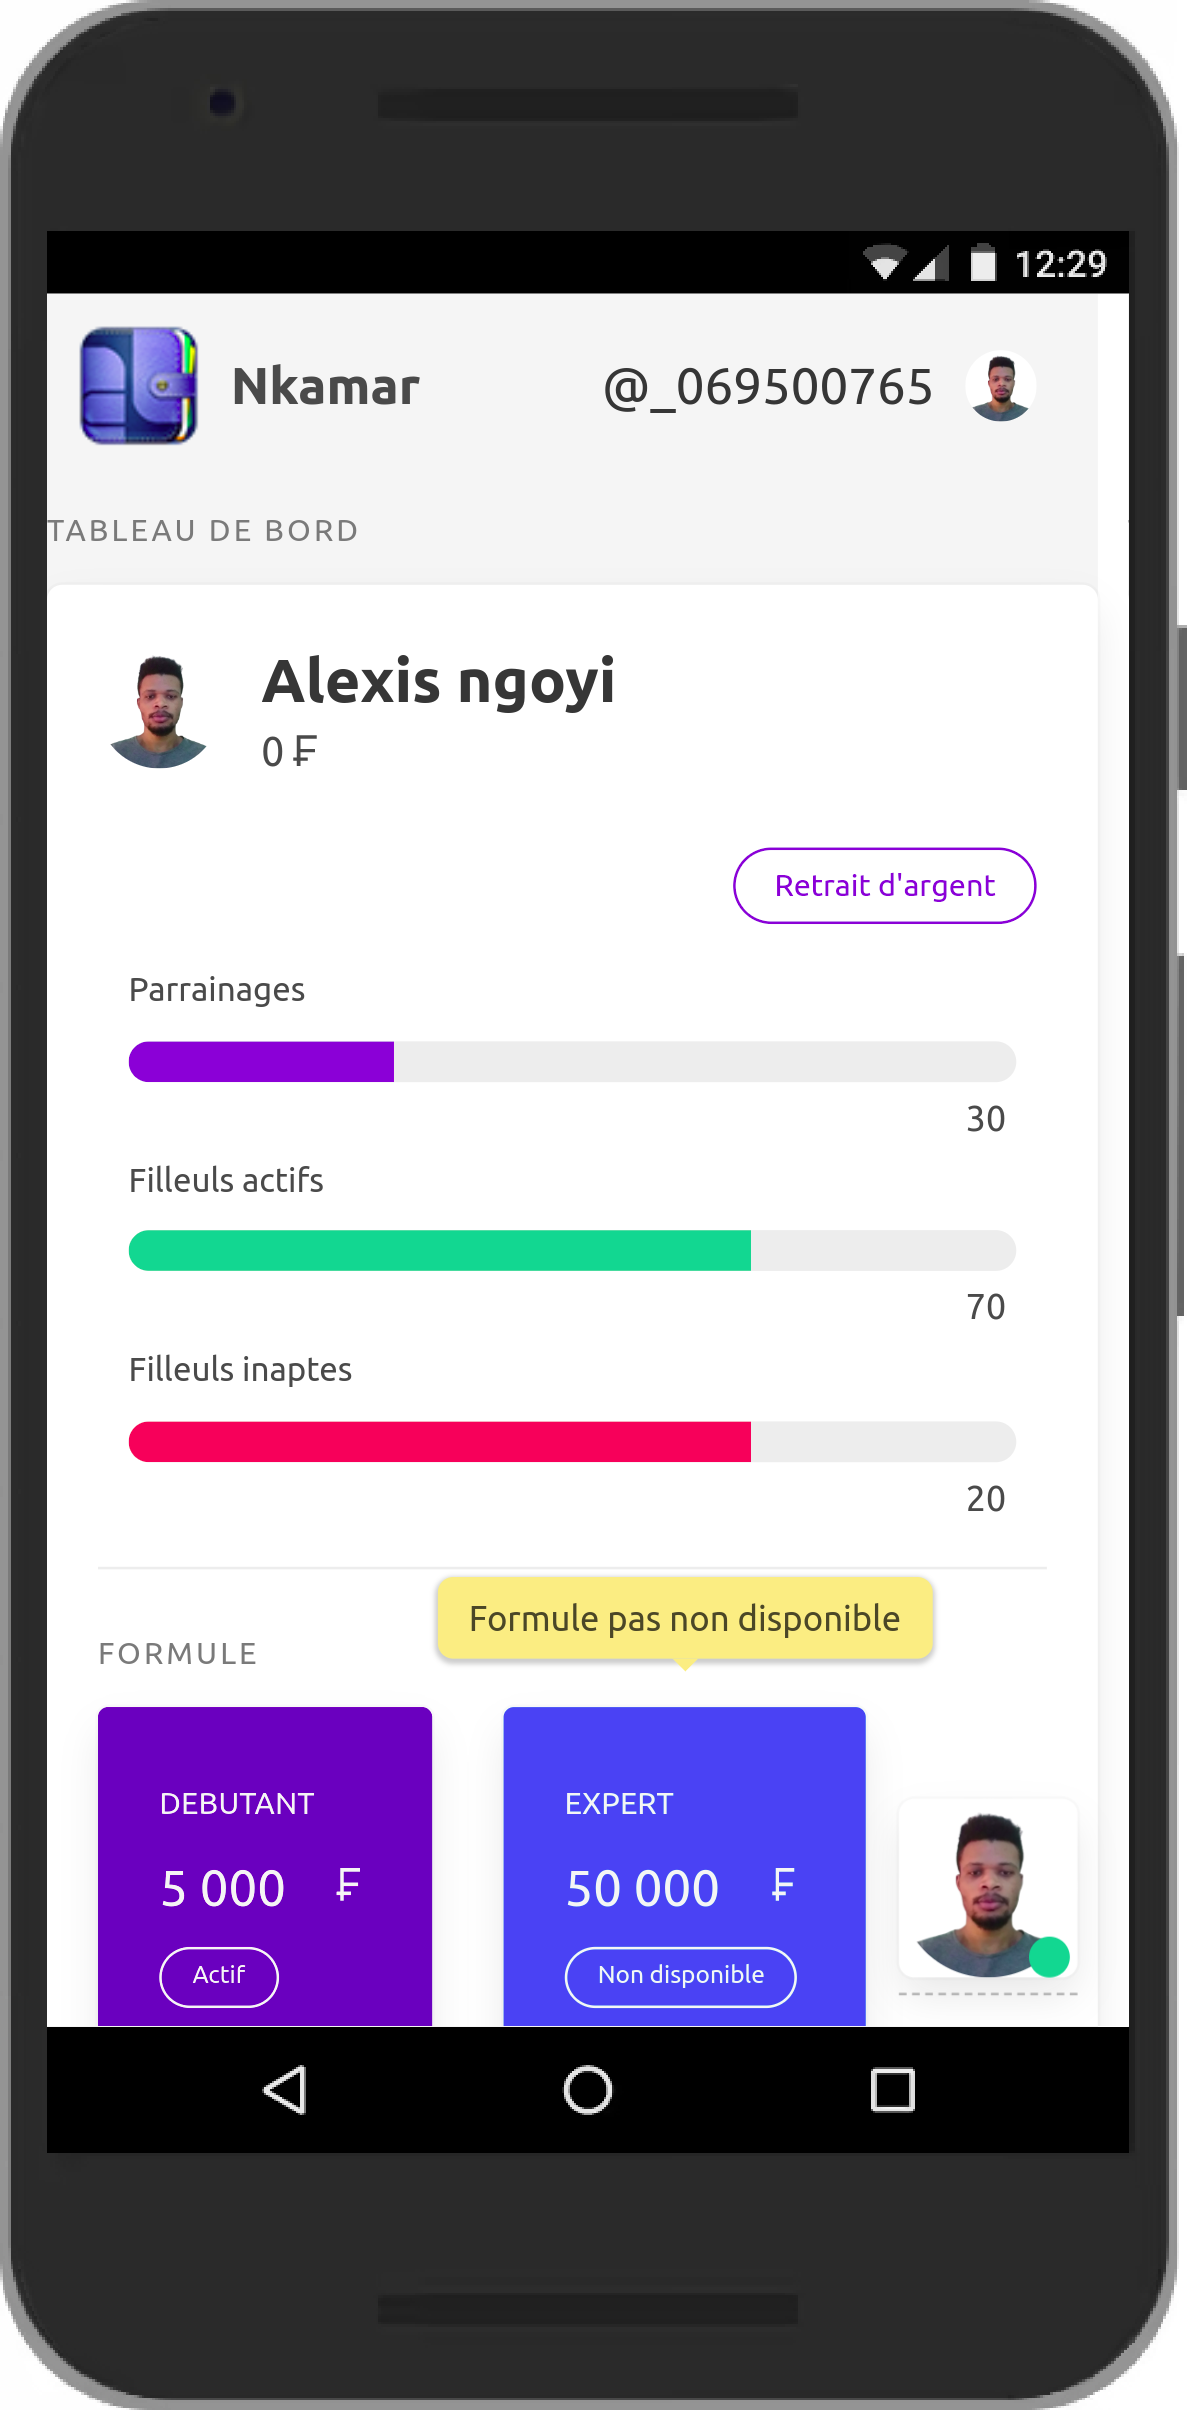 12:29
Nkamar
@_069500765
TABLEAU DE BORD
Alexis ngoyi
0 ₣
Retrait d'argent
Parrainages
30
Filleuls actifs
70
Filleuls inaptes
20
Formule pas non disponible
FORMULE
DEBUTANT
5 000 ₣
Actif
EXPERT
50 000 ₣
Non disponible